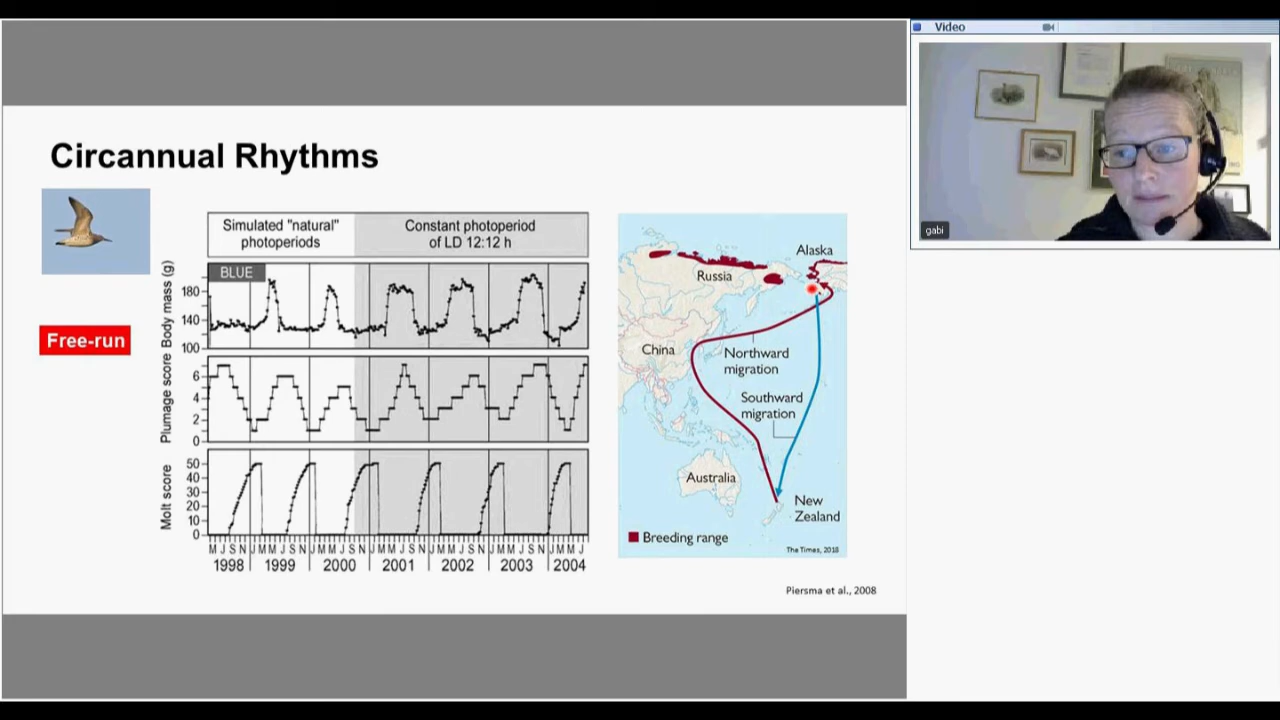 Video
gabi
Circannual Rhythms
Free-run
Simulated "natural"
photoperiods
Constant photoperiod
of LD 12:12 h
BLUE
Body mass (g)
180
140
100
Plumage score
6
4
2
0
Molt score
50
40
30
20
10
0
M J S N J M M J S N J M M J S N J M M J S N J M M J S N J M M J S N J M M J
1998 1999 2000 2001 2002 2003 2004
Alaska
Russia
China
Northward
migration
Southward
migration
Australia
New
Zealand
Breeding range
The Times, 2018
Piersma et al., 2008